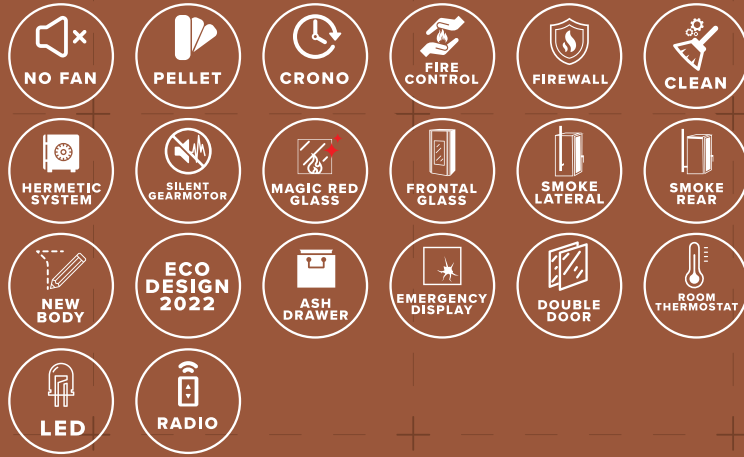 NO FAN
PELLET
CRONO
FIRE
CONTROL
FIREWALL
CLEAN
HERMETIC
SYSTEM
SILENT
GEARMOTOR
MAGIC RED
GLASS
FRONTAL
GLASS
SMOKE
LATERAL
SMOKE
REAR
NEW
BODY
ECO
DESIGN
2022
ASH
DRAWER
EMERGENCY
DISPLAY
DOUBLE
DOOR
ROOM
THERMOSTAT
LED
RADIO